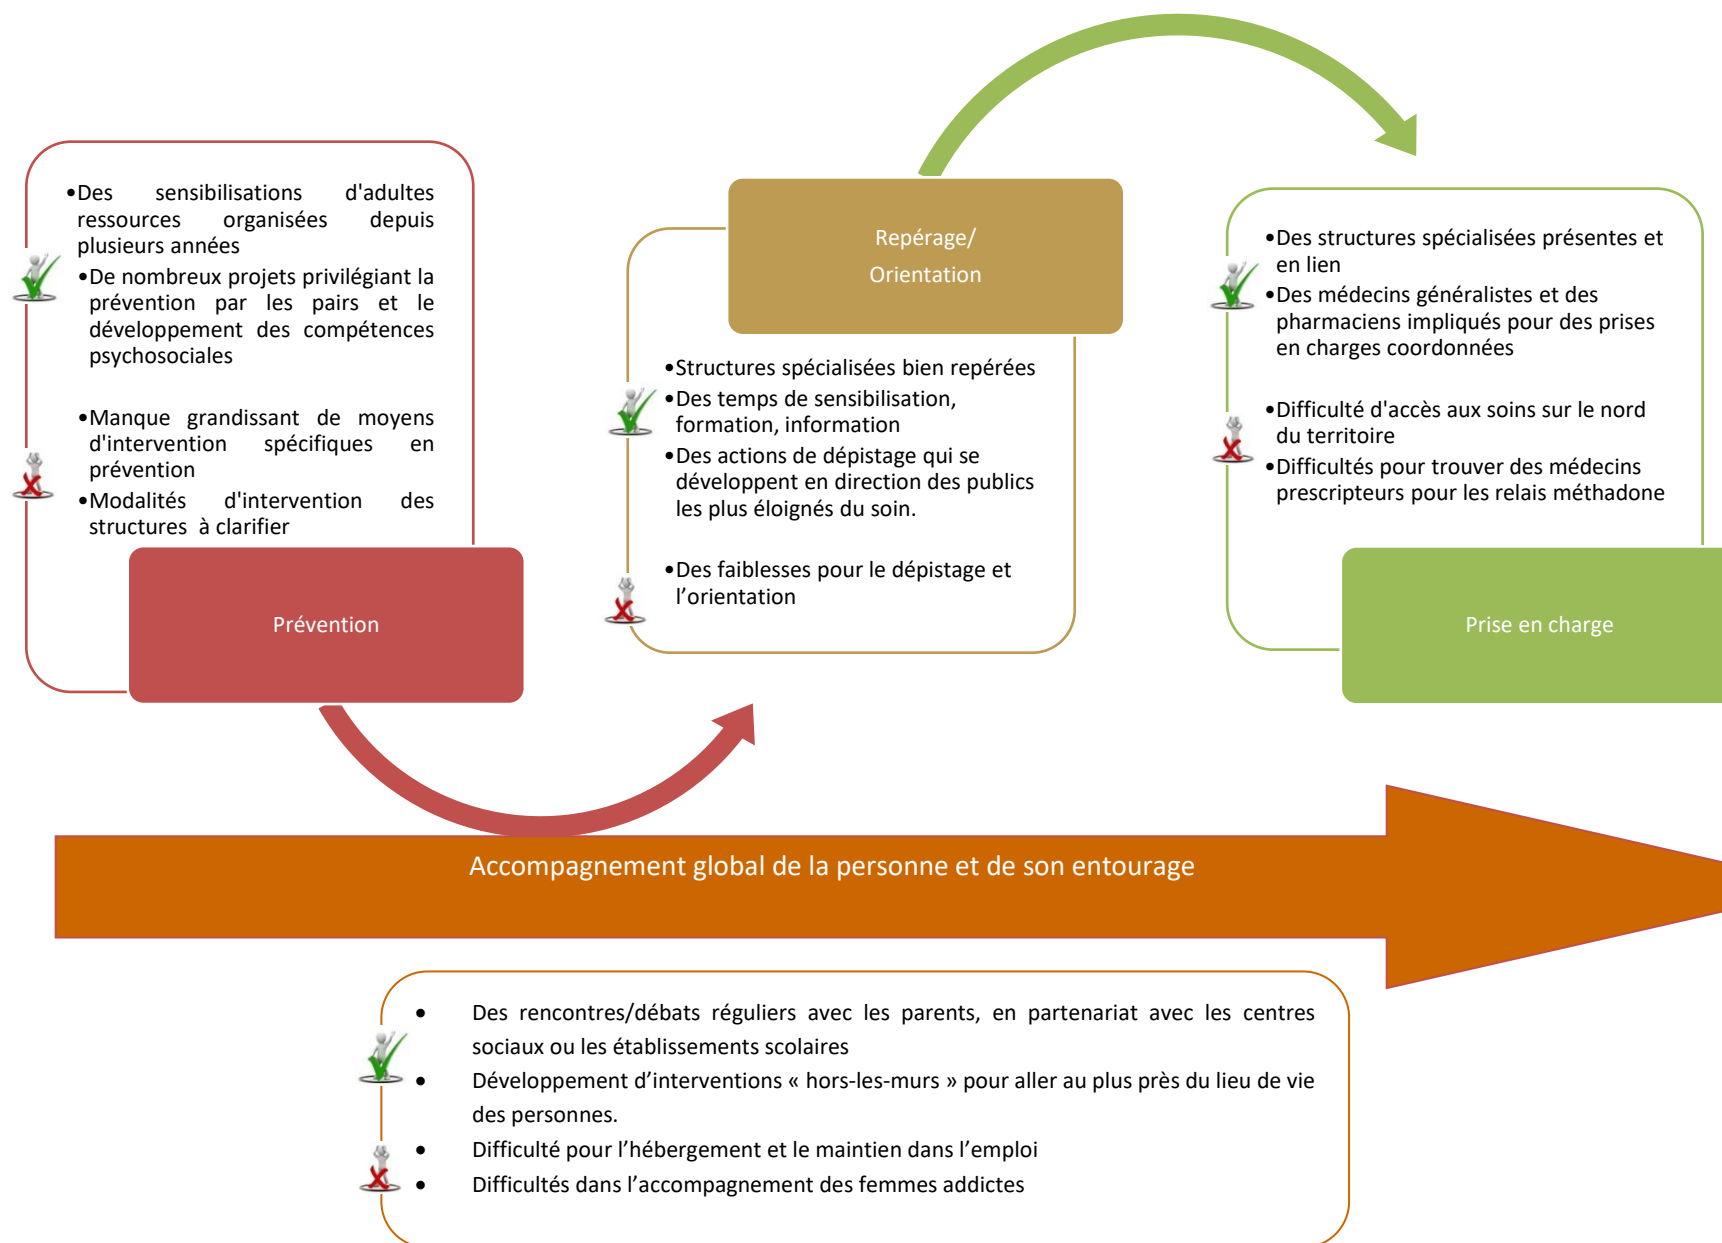 •Des sensibilisations d'adultes
ressources organisées depuis
plusieurs années
•De nombreux projets privilégiant la
prévention par les pairs et le
développement des compétences
psychosociales
•Manque grandissant de moyens
d'intervention spécifiques en
prévention
•Modalités d'intervention des
structures à clarifier
Prévention
Repérage/
Orientation
•Structures spécialisées bien repérées
•Des temps de sensibilisation,
formation, information
•Des actions de dépistage qui se
développent en direction des publics
les plus éloignés du soin.
•Des faiblesses pour le dépistage et
l’orientation
•Des structures spécialisées présentes et
en lien
•Des médecins généralistes et des
pharmaciens impliqués pour des prises
en charges coordonnées
•Difficulté d'accès aux soins sur le nord
du territoire
•Difficultés pour trouver des médecins
prescripteurs pour les relais méthadone
Prise en charge
Accompagnement global de la personne et de son entourage
• Des rencontres/débats réguliers avec les parents, en partenariat avec les centres
sociaux ou les établissements scolaires
• Développement d’interventions « hors-les-murs » pour aller au plus près du lieu de vie
des personnes.
• Difficulté pour l’hébergement et le maintien dans l’emploi
• Difficultés dans l’accompagnement des femmes addictes